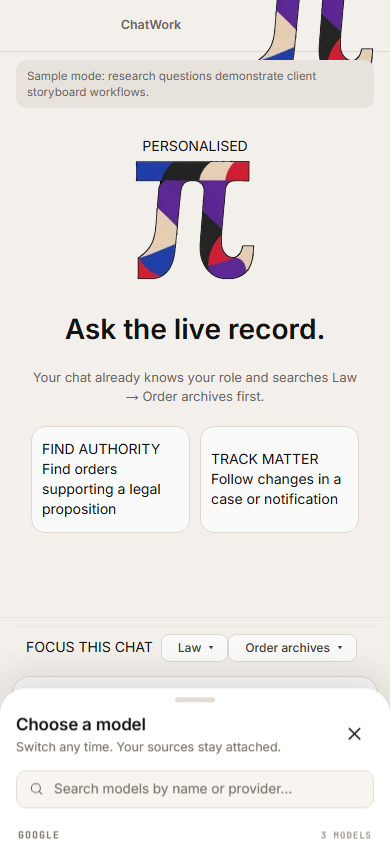 ChatWork
Sample mode: research questions demonstrate client
storyboard workflows.
PERSONALISED
Ask the live record.
Your chat already knows your role and searches Law
→ Order archives first.
FIND AUTHORITY
Find orders
supporting a legal
proposition
TRACK MATTER
Follow changes in a
case or notification
FOCUS THIS CHAT
Law
Order archives
Choose a model
Switch any time. Your sources stay attached.
Search models by name or provider...
GOOGLE
3 MODELS